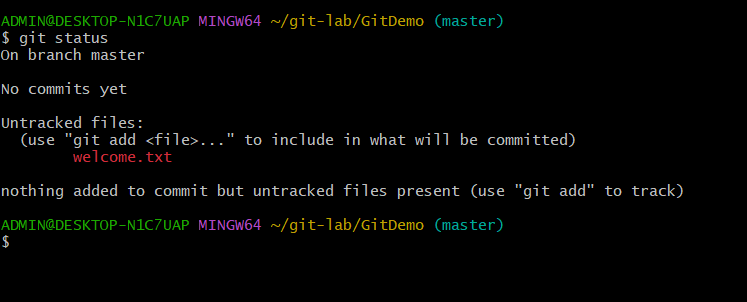 ADMIN@DESKTOP-N1C7UAP MINGW64 ~/git-lab/GitDemo (master)
$ git status
On branch master
No commits yet
Untracked files:
  (use "git add <file>..." to include in what will be committed)
        welcome.txt
nothing added to commit but untracked files present (use "git add" to track)
ADMIN@DESKTOP-N1C7UAP MINGW64 ~/git-lab/GitDemo (master)
$